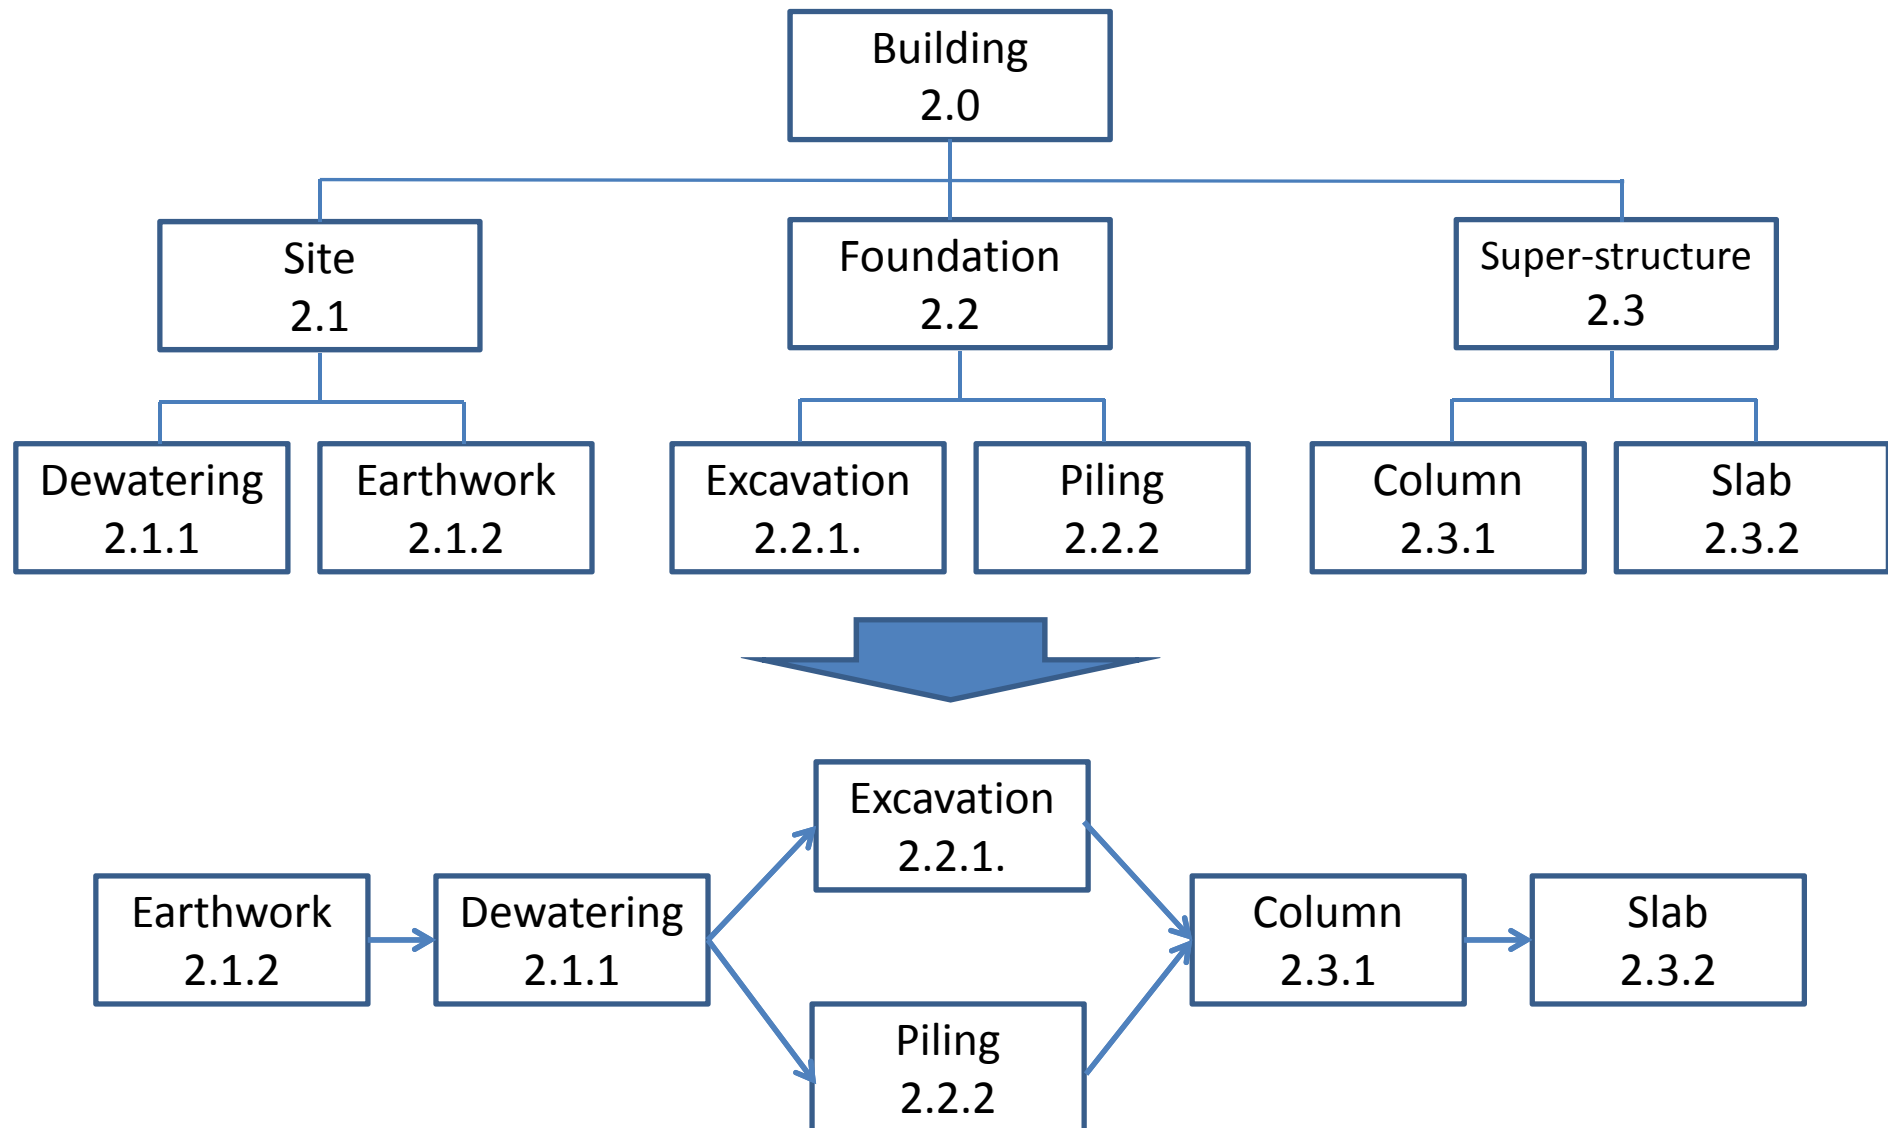 Building
2.0
Site
2.1
Foundation
2.2
Super-structure
2.3
Dewatering
2.1.1
Earthwork
2.1.2
Excavation
2.2.1.
Piling
2.2.2
Column
2.3.1
Slab
2.3.2
Earthwork
2.1.2
Dewatering
2.1.1
Excavation
2.2.1.
Piling
2.2.2
Column
2.3.1
Slab
2.3.2